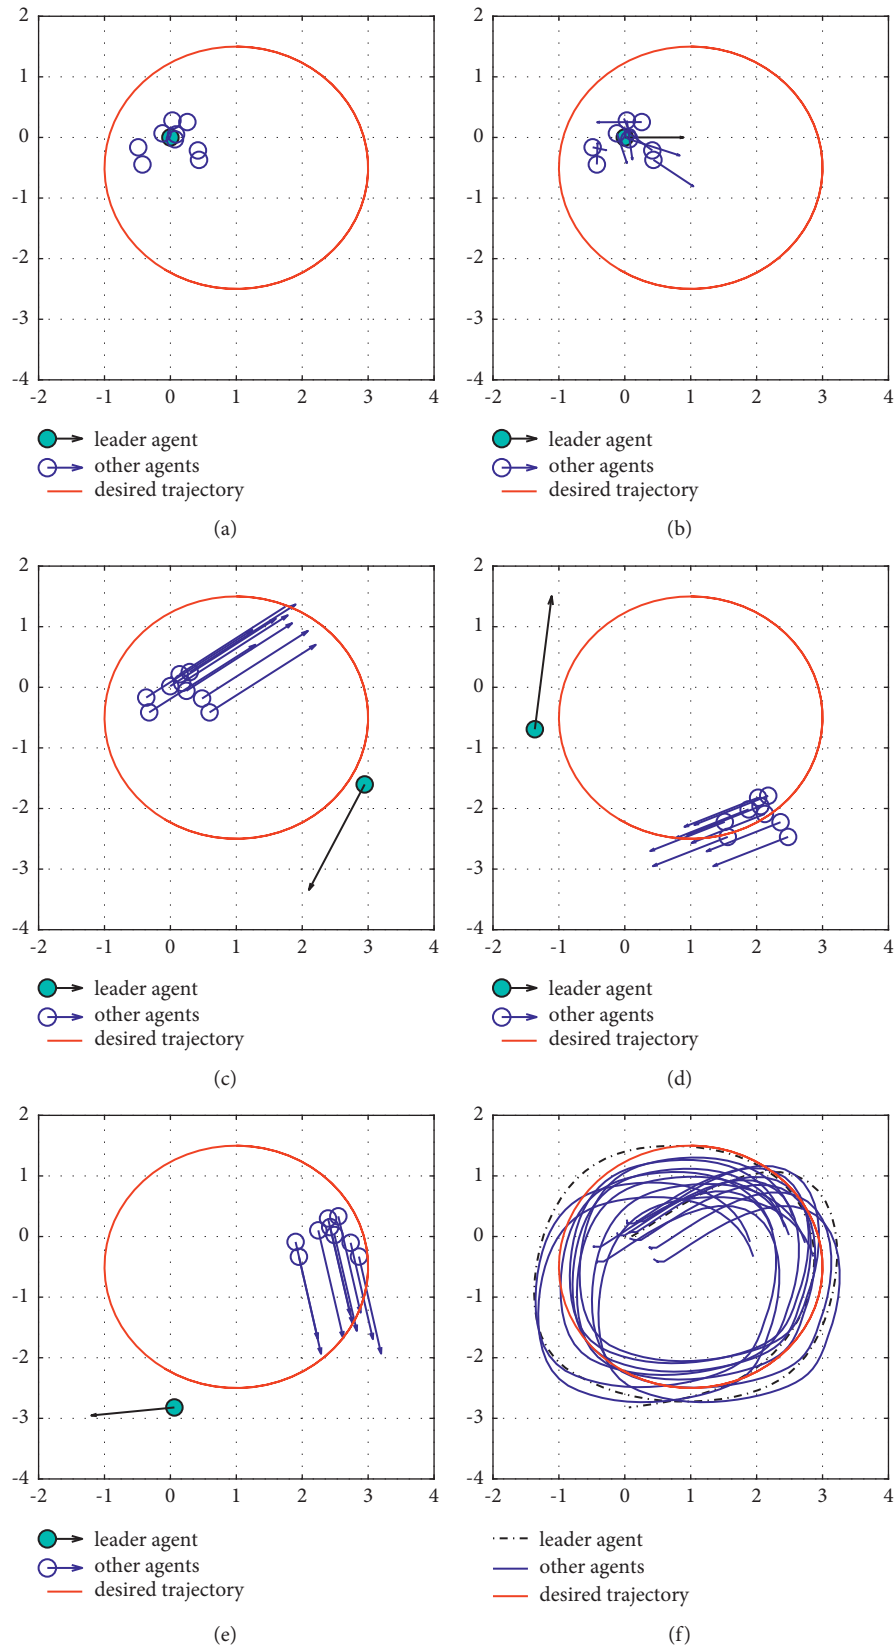 2
1
0
-1
-2
-3
-4
-2 -1 0 1 2 3 4
leader agent
other agents
desired trajectory
(a)
2
1
0
-1
-2
-3
-4
-2 -1 0 1 2 3 4
leader agent
other agents
desired trajectory
(b)
2
1
0
-1
-2
-3
-4
-2 -1 0 1 2 3 4
leader agent
other agents
desired trajectory
(c)
2
1
0
-1
-2
-3
-4
-2 -1 0 1 2 3 4
leader agent
other agents
desired trajectory
(d)
2
1
0
-1
-2
-3
-4
-2 -1 0 1 2 3 4
leader agent
other agents
desired trajectory
(e)
2
1
0
-1
-2
-3
-4
-2 -1 0 1 2 3 4
leader agent
other agents
desired trajectory
(f)